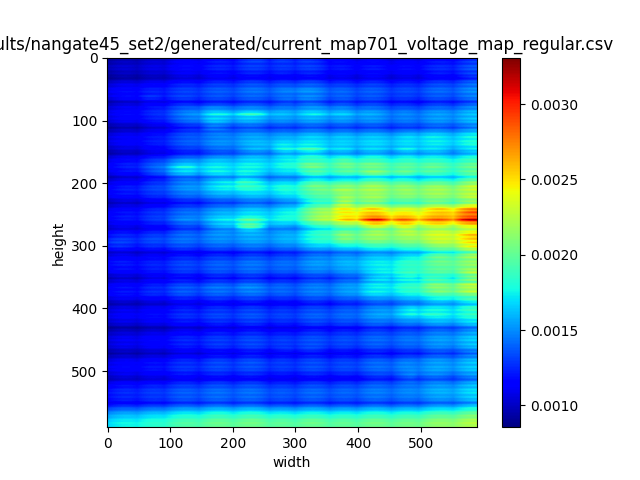 ults/nangate45_set2/generated/current_map701_voltage_map_regular.csv
0
100
200
300
400
500
height
0 100 200 300 400 500
width
0.0030
0.0025
0.0020
0.0015
0.0010